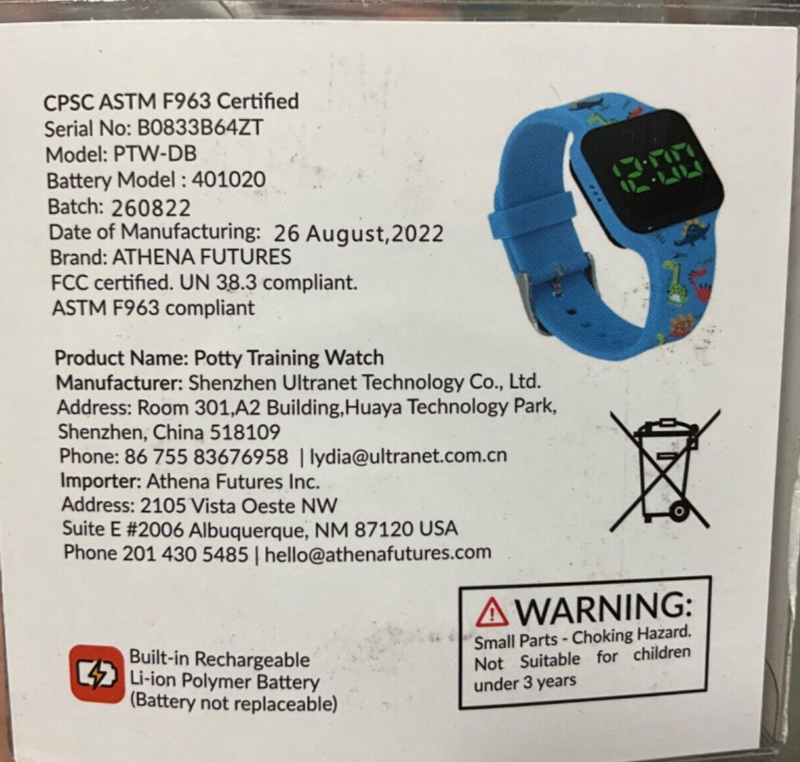 CPSC ASTM F963 Certified
Serial No: B0833B64ZT
Model: PTW-DB
Battery Model : 401020
Batch: 260822
Date of Manufacturing: 26 August,2022
Brand: ATHENA FUTURES
FCC certified. UN 38.3 compliant.
ASTM F963 compliant
12:00
Product Name: Potty Training Watch
Manufacturer: Shenzhen Ultranet Technology Co., Ltd.
Address: Room 301,A2 Building,Huaya Technology Park,
Shenzhen, China 518109
Phone: 86 755 83676958 | lydia@ultranet.com.cn
Importer: Athena Futures Inc.
Address: 2105 Vista Oeste NW
Suite E #2006 Albuquerque, NM 87120 USA
Phone 201 430 5485 | hello@athenafutures.com
Built-in Rechargeable
Li-ion Polymer Battery
(Battery not replaceable)
WARNING:
Small Parts - Choking Hazard.
Not Suitable for children
under 3 years